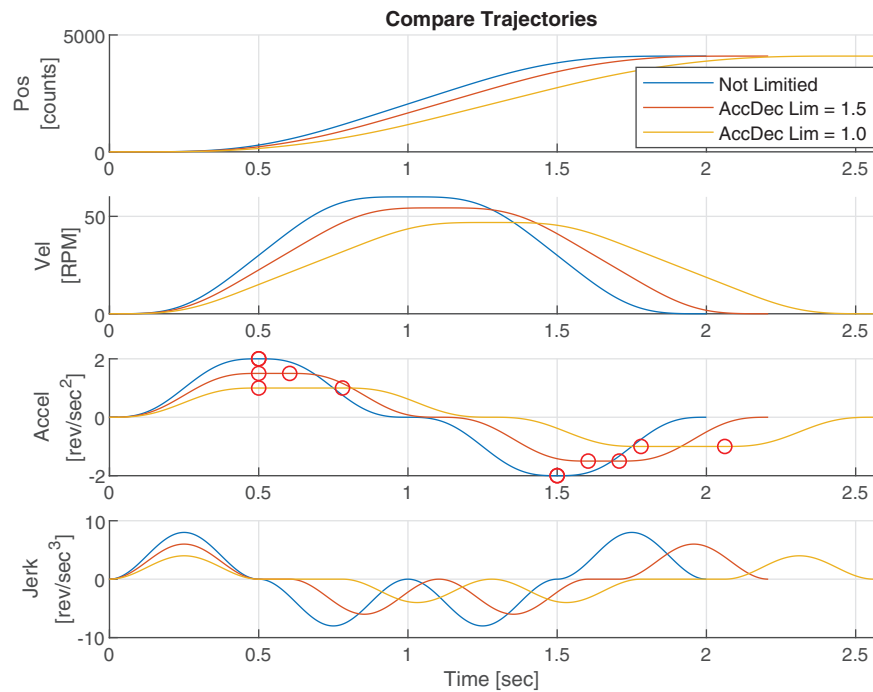 Compare Trajectories
Pos
[counts]
5000
0
0 0.5 1 1.5 2 2.5
Not Limitied
AccDec Lim = 1.5
AccDec Lim = 1.0
Vel
[RPM]
50
0
0 0.5 1 1.5 2 2.5
Accel
[rev/sec²]
2
0
-2
0 0.5 1 1.5 2 2.5
Jerk
[rev/sec³]
10
0
-10
0 0.5 1 1.5 2 2.5
Time [sec]